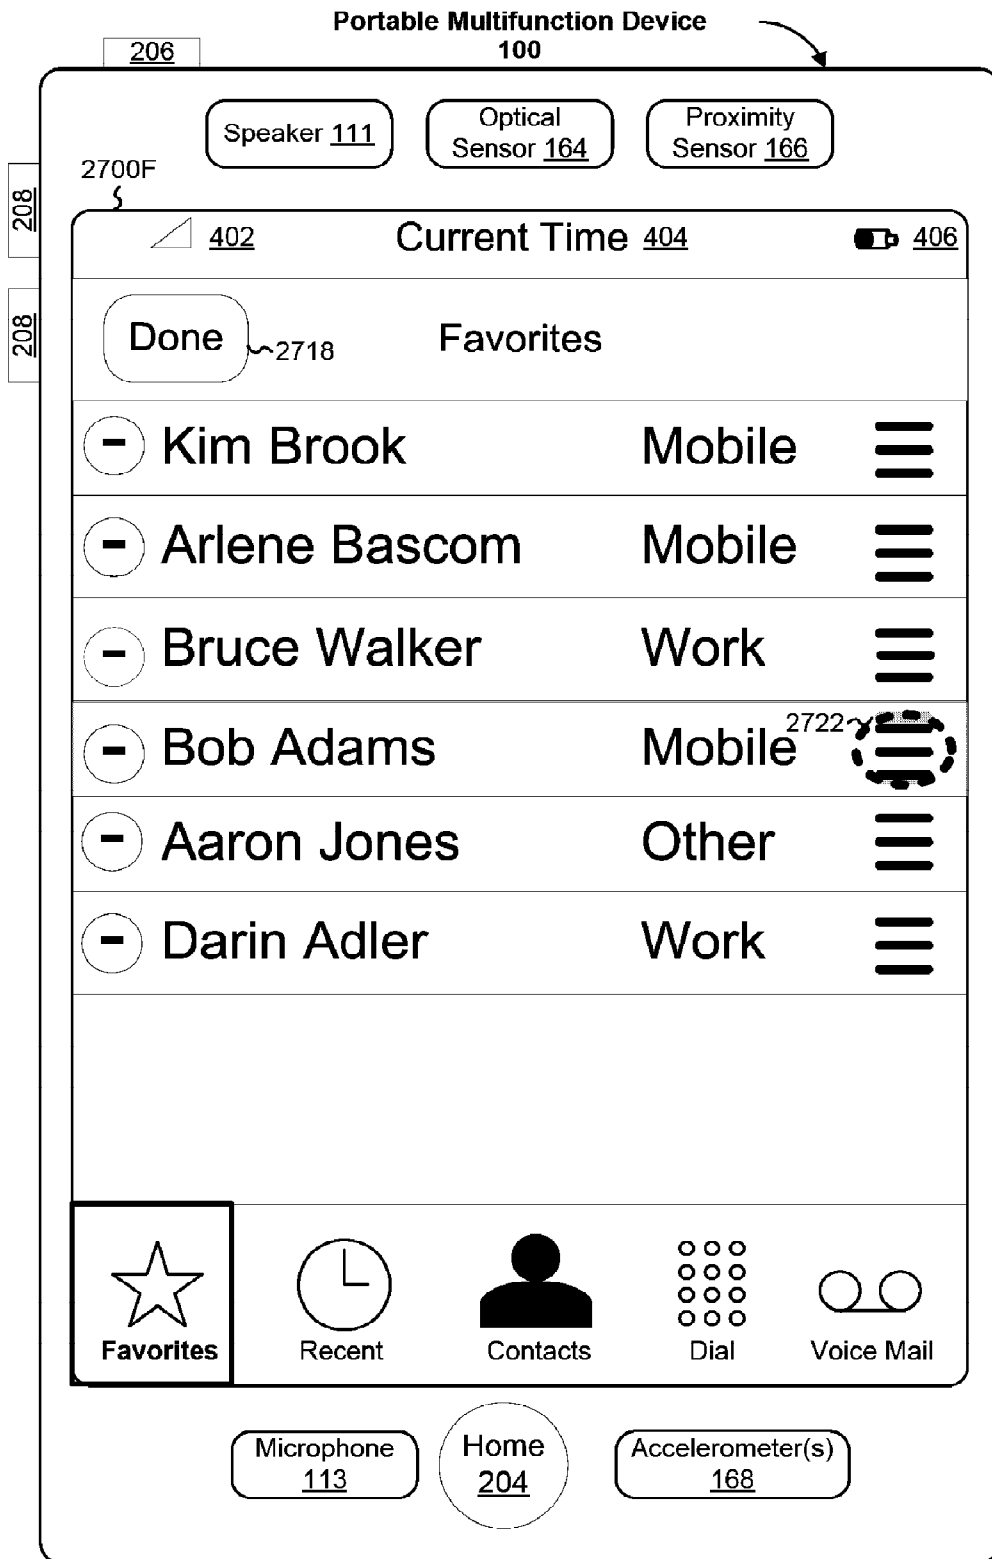 Portable Multifunction Device
100
206
Speaker 111
Optical
Sensor 164
Proximity
Sensor 166
2700F
208
402
Current Time 404
406
208
Done
2718
Favorites
Kim Brook Mobile
Arlene Bascom Mobile
Bruce Walker Work
Bob Adams Mobile 2722
Aaron Jones Other
Darin Adler Work
Favorites
Recent
Contacts
Dial
Voice Mail
Microphone
113
Home
204
Accelerometer(s)
168